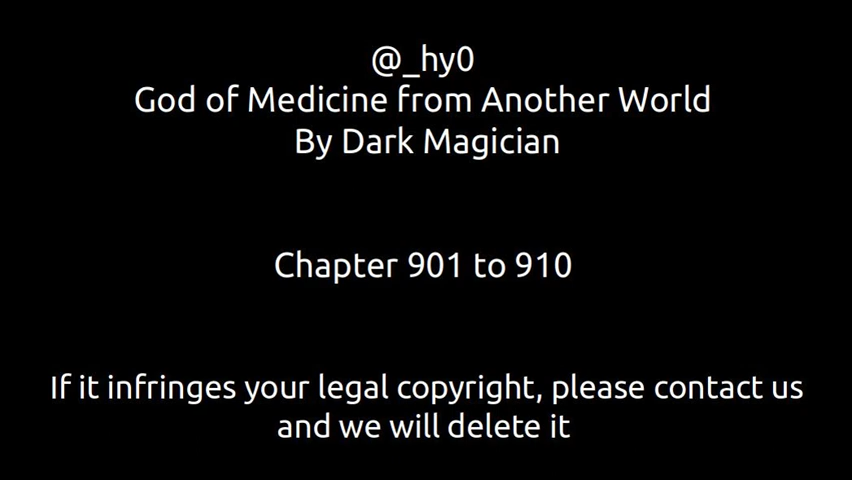 @_hy0
God of Medicine from Another World
By Dark Magician
Chapter 901 to 910
If it infringes your legal copyright, please contact us
and we will delete it